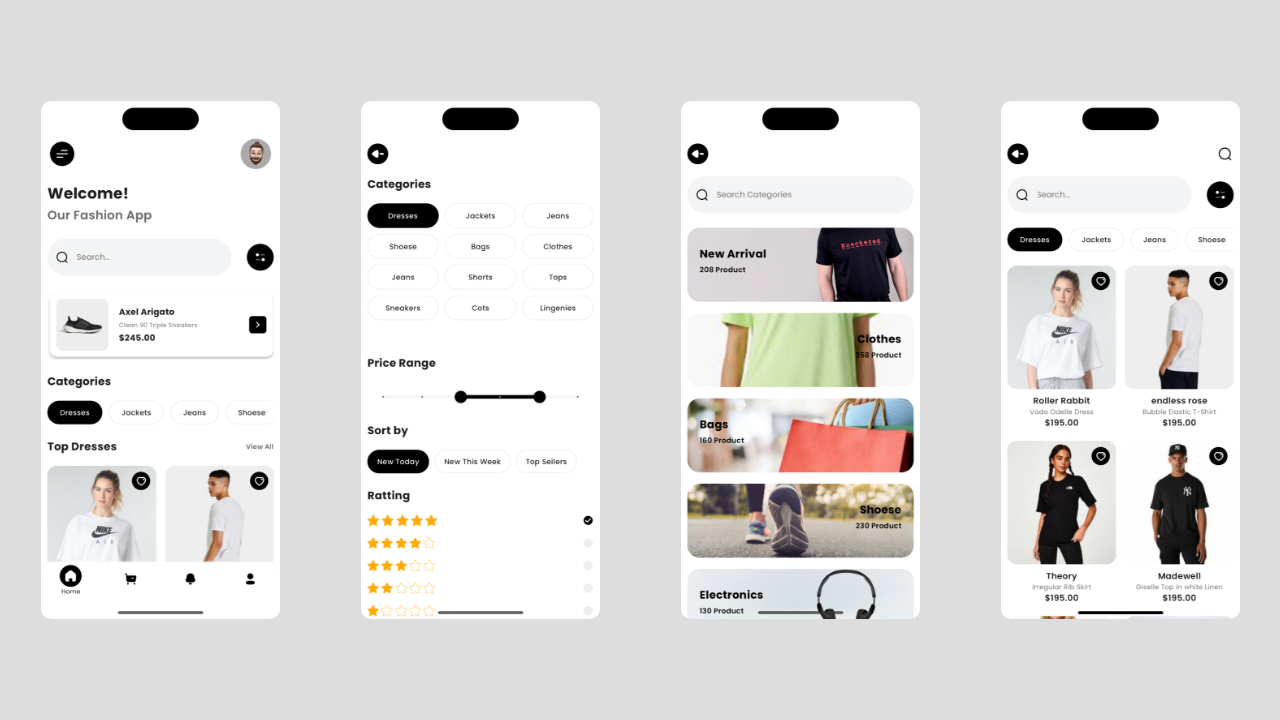 Welcome!
Our Fashion App
Search...
Axel Arigato
Clean 90 Triple Sneakers
$245.00
Categories
Dresses
Jackets
Jeans
Shoese
Top Dresses
View All
NIKE
AIR
Home
Categories
Dresses
Jackets
Jeans
Shoese
Bags
Clothes
Jeans
Shorts
Tops
Sneakers
Cots
Lingenies
Price Range
Sort by
New Today
New This Week
Top Sellers
Ratting
Search Categories
New Arrival
208 Product
Clothes
358 Product
Bags
160 Product
Shoese
230 Product
Electronics
130 Product
Search...
Dresses
Jackets
Jeans
Shoese
NIKE
AIR
Roller Rabbit
Vado Odelle Dress
$195.00
endless rose
Bubble Elastic T-Shirt
$195.00
NY
Theory
Irregular Rib Skirt
$195.00
Madewell
Giselle Top in white Linen
$195.00